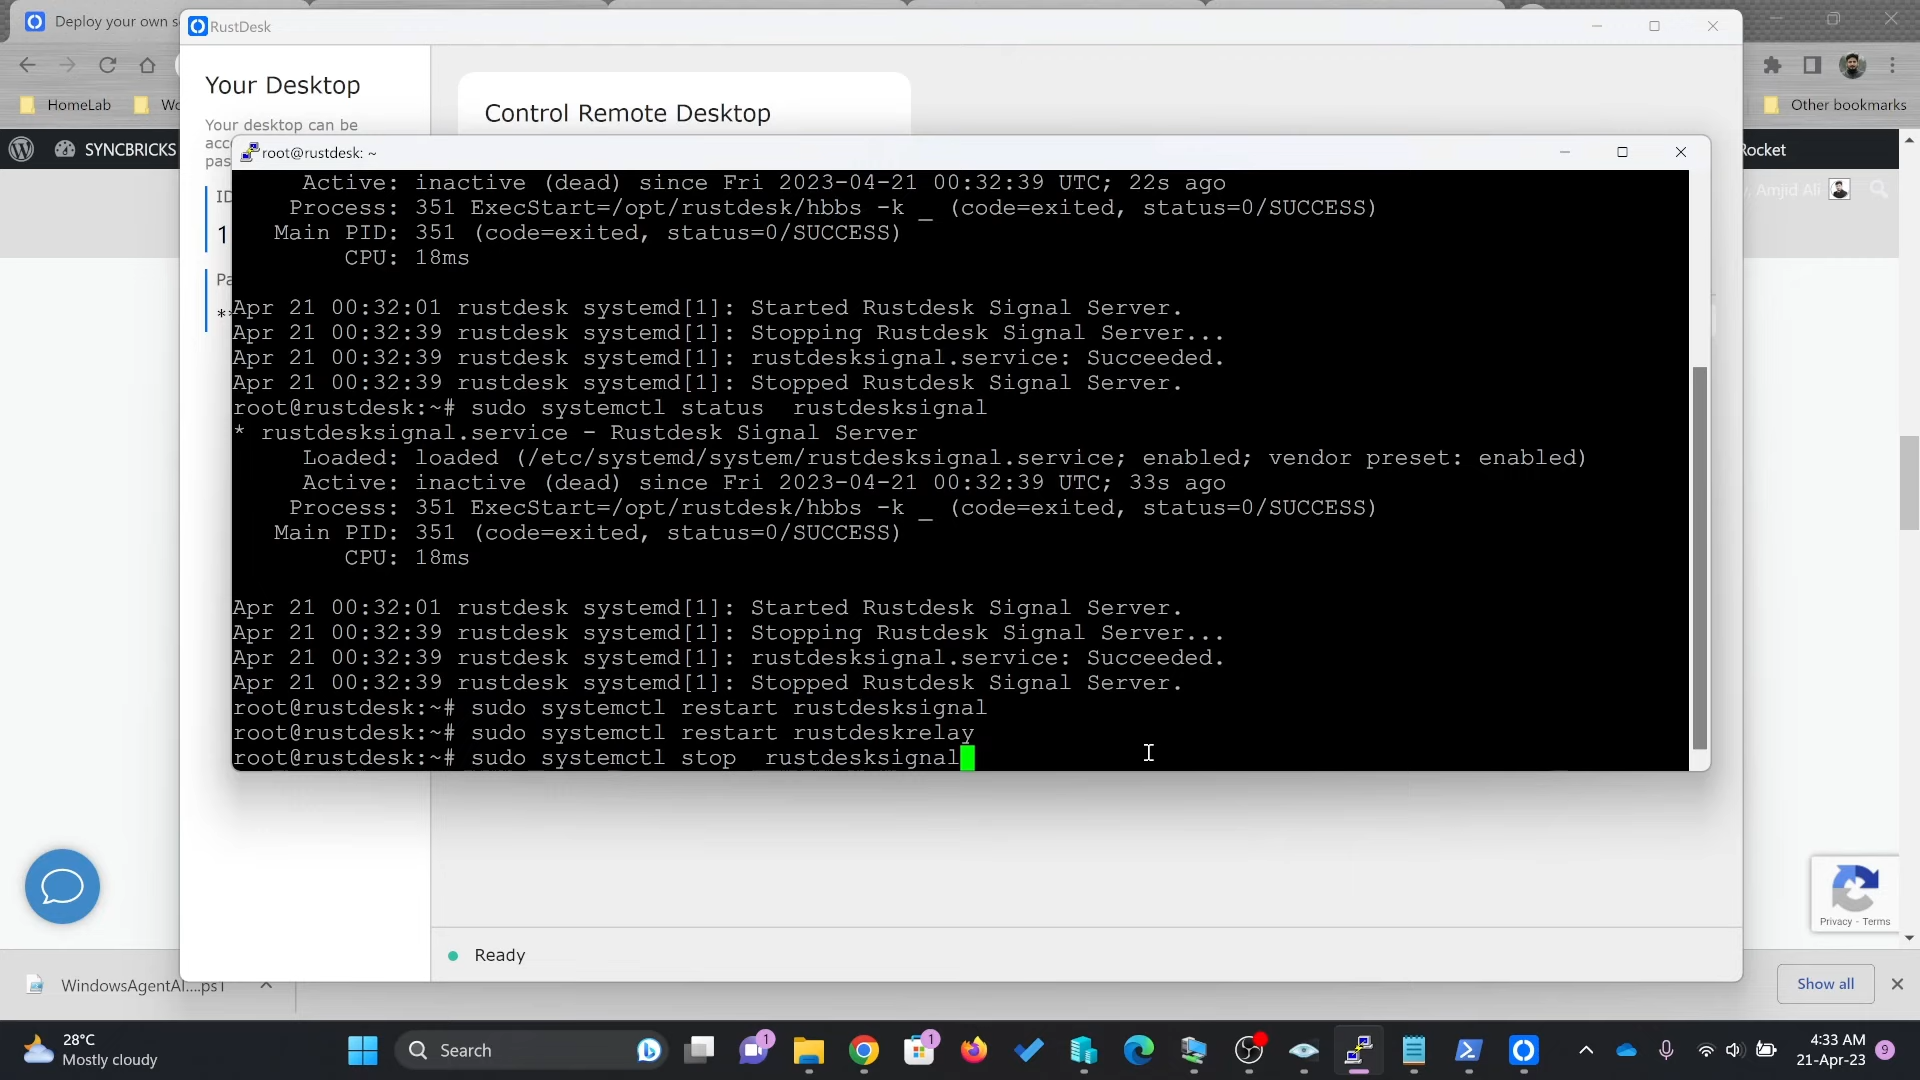 Deploy your own s
RustDesk
HomeLab
Other bookmarks
SYNCBRICKS
Rocket
Amjid Ali
Your Desktop
Your desktop can be
Control Remote Desktop
ID
1
root@rustdesk: ~
Active: inactive (dead) since Fri 2023-04-21 00:32:39 UTC; 22s ago
Process: 351 ExecStart=/opt/rustdesk/hbbs -k _ (code=exited, status=0/SUCCESS)
Main PID: 351 (code=exited, status=0/SUCCESS)
CPU: 18ms
Apr 21 00:32:01 rustdesk systemd[1]: Started Rustdesk Signal Server.
Apr 21 00:32:39 rustdesk systemd[1]: Stopping Rustdesk Signal Server...
Apr 21 00:32:39 rustdesk systemd[1]: rustdesksignal.service: Succeeded.
Apr 21 00:32:39 rustdesk systemd[1]: Stopped Rustdesk Signal Server.
root@rustdesk:~# sudo systemctl status  rustdesksignal
* rustdesksignal.service - Rustdesk Signal Server
Loaded: loaded (/etc/systemd/system/rustdesksignal.service; enabled; vendor preset: enabled)
Active: inactive (dead) since Fri 2023-04-21 00:32:39 UTC; 33s ago
Process: 351 ExecStart=/opt/rustdesk/hbbs -k _ (code=exited, status=0/SUCCESS)
Main PID: 351 (code=exited, status=0/SUCCESS)
CPU: 18ms
Apr 21 00:32:01 rustdesk systemd[1]: Started Rustdesk Signal Server.
Apr 21 00:32:39 rustdesk systemd[1]: Stopping Rustdesk Signal Server...
Apr 21 00:32:39 rustdesk systemd[1]: rustdesksignal.service: Succeeded.
Apr 21 00:32:39 rustdesk systemd[1]: Stopped Rustdesk Signal Server.
root@rustdesk:~# sudo systemctl restart rustdesksignal
root@rustdesk:~# sudo systemctl restart rustdeskrelay
root@rustdesk:~# sudo systemctl stop  rustdesksignal
Ready
Privacy - Terms
WindowsAgentAI....ps1
Show all
28°C
Mostly cloudy
Search
1
1
4:33 AM
21-Apr-23
9